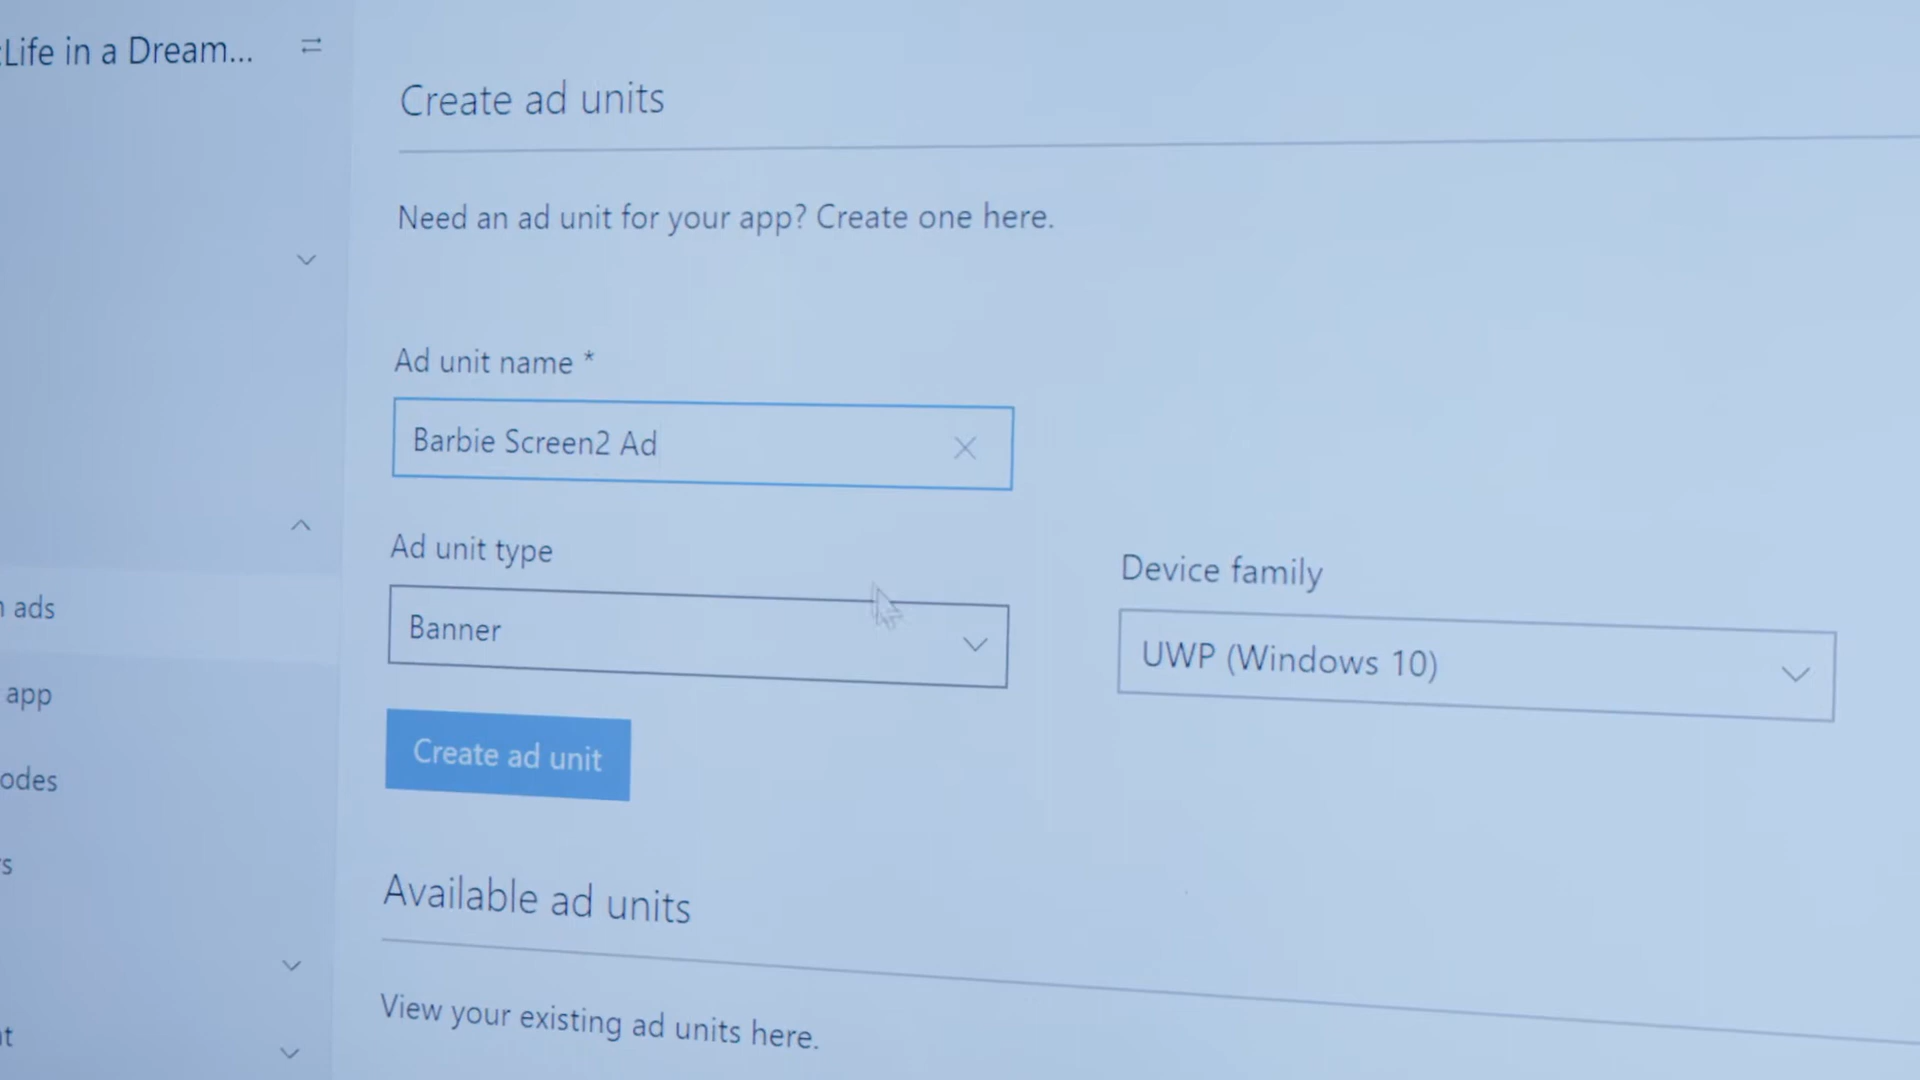 :Life in a Dream...
Create ad units
Need an ad unit for your app? Create one here.
Ad unit name *
Barbie Screen2 Ad
Ad unit type
Banner
Device family
UWP (Windows 10)
Create ad unit
Available ad units
View your existing ad units here.
ads
app